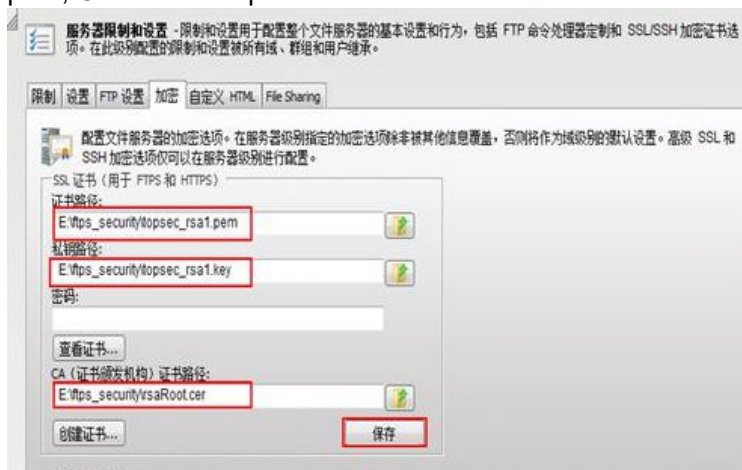 服务器限制和设置 - 限制和设置用于配置整个文件服务器的基本设置和行为，包括 FTP 命令处理器定制和 SSL/SSH 加密证书选
项。在此级别配置的限制和设置被所有域、群组和用户继承。
限制 设置 FTP 设置 加密 自定义 HTML File Sharing
配置文件服务器的加密选项。在服务器级别指定的加密选项除非被其他信息覆盖，否则将作为域级别的默认设置。高级 SSL 和
SSH 加密选项仅可以在服务器级别进行配置。
SSL 证书（用于 FTPS 和 HTTPS）
证书路径:
E:\ftps_security\topsec_rsa1.pem
私钥路径:
E:\ftps_security\topsec_rsa1.key
密码:
查看证书...
CA（证书颁发机构）证书路径:
E:\ftps_security\rsaRoot.cer
创建证书...
保存